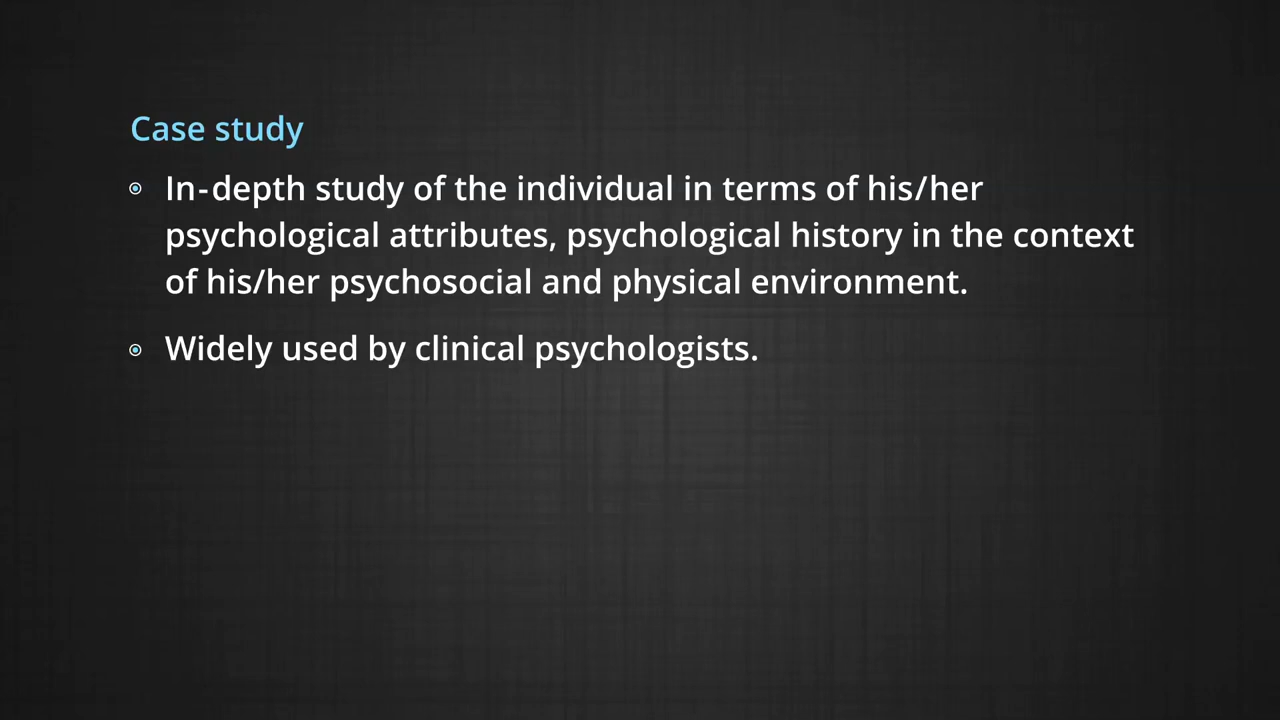 Case study
In-depth study of the individual in terms of his/her
psychological attributes, psychological history in the context
of his/her psychosocial and physical environment.
Widely used by clinical psychologists.